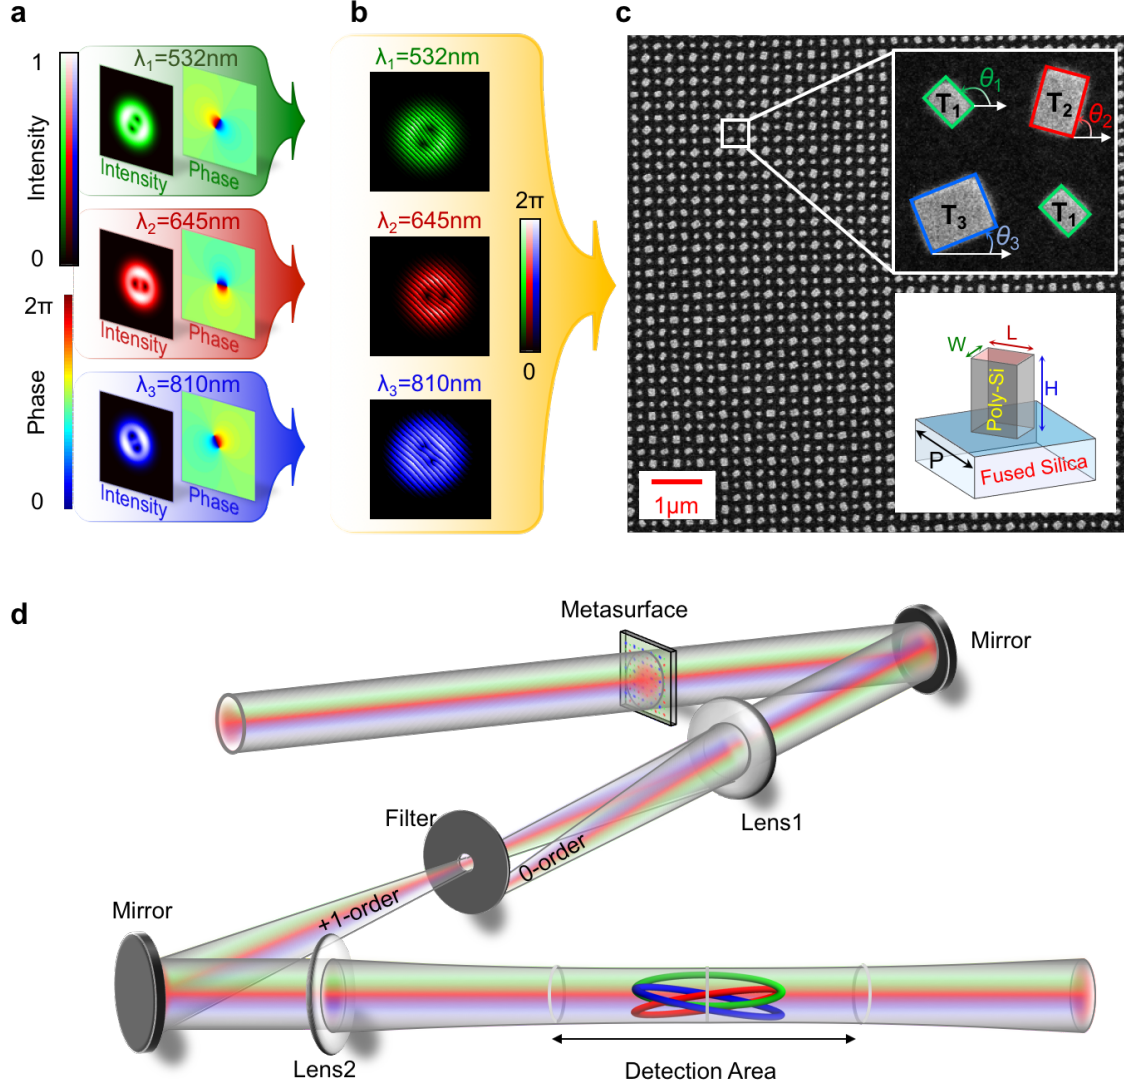 a
1
Intensity
0
2π
Phase
0
λ₁=532nm
Intensity
Phase
λ₂=645nm
Intensity
Phase
λ₃=810nm
Intensity
Phase
b
λ₁=532nm
λ₂=645nm
λ₃=810nm
2π
0
c
T₁
θ₁
T₂
θ₂
T₃
θ₃
T₁
1μm
W
L
H
Poly-Si
P
Fused Silica
d
Metasurface
Mirror
Lens1
Filter
0-order
+1-order
Mirror
Lens2
Detection Area